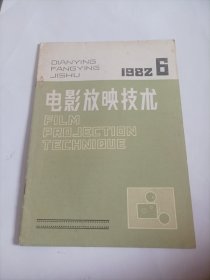 DIANYING
FANGYING
JISHU
1982 6
电影放映技术
FILM
PROJECTION
TECHNIQUE